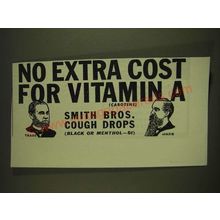 NO EXTRA COST
FOR VITAMIN A
(CAROTENE)
SMITH BROS.
COUGH DROPS
(BLACK OR MENTHOL—5¢)
TRADE
MARK